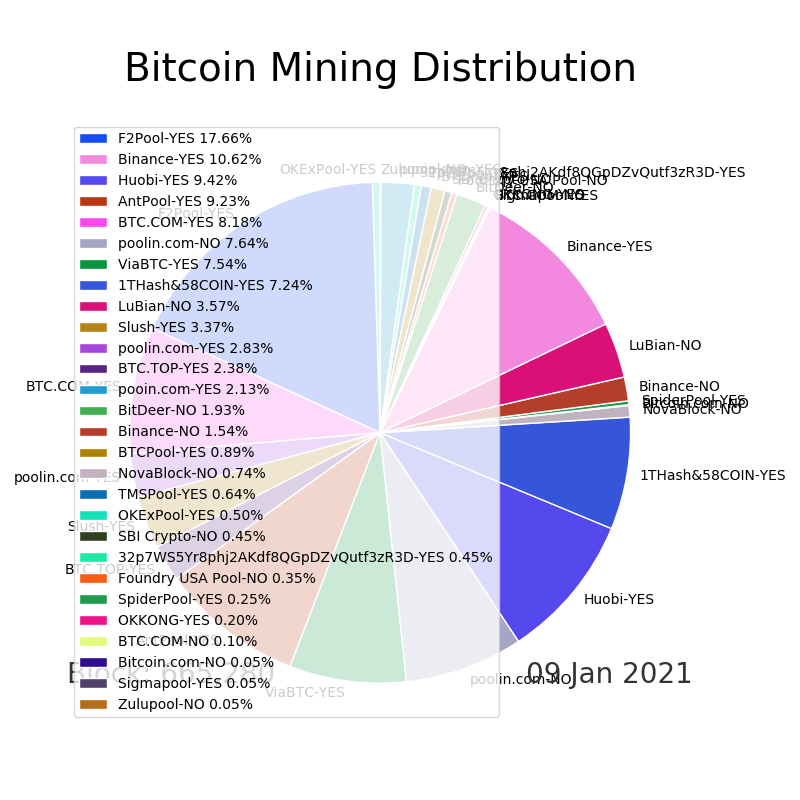 Bitcoin Mining Distribution
F2Pool-YES 17.66%
Binance-YES 10.62%
Huobi-YES 9.42%
AntPool-YES 9.23%
BTC.COM-YES 8.18%
poolin.com-NO 7.64%
ViaBTC-YES 7.54%
1THash&58COIN-YES 7.24%
LuBian-NO 3.57%
Slush-YES 3.37%
poolin.com-YES 2.83%
BTC.TOP-YES 2.38%
pooin.com-YES 2.13%
BitDeer-NO 1.93%
Binance-NO 1.54%
BTCPool-YES 0.89%
NovaBlock-NO 0.74%
TMSPool-YES 0.64%
OKExPool-YES 0.50%
SBI Crypto-NO 0.45%
32p7WS5Yr8phj2AKdf8QGpDZvQutf3zR3D-YES 0.45%
Foundry USA Pool-NO 0.35%
SpiderPool-YES 0.25%
OKKONG-YES 0.20%
BTC.COM-NO 0.10%
Bitcoin.com-NO 0.05%
Sigmapool-YES 0.05%
Zulupool-NO 0.05%
OKExPool-YES
F2Pool-YES
BTC.COM-YES
poolin.com-YES
Slush-YES
BTC.TOP-YES
ViaBTC-YES
poolin.com-NO
Huobi-YES
1THash&58COIN-YES
NovaBlock-NO
SpiderPool-YES
Binance-NO
LuBian-NO
Binance-YES
Block: 665 280
09 Jan 2021